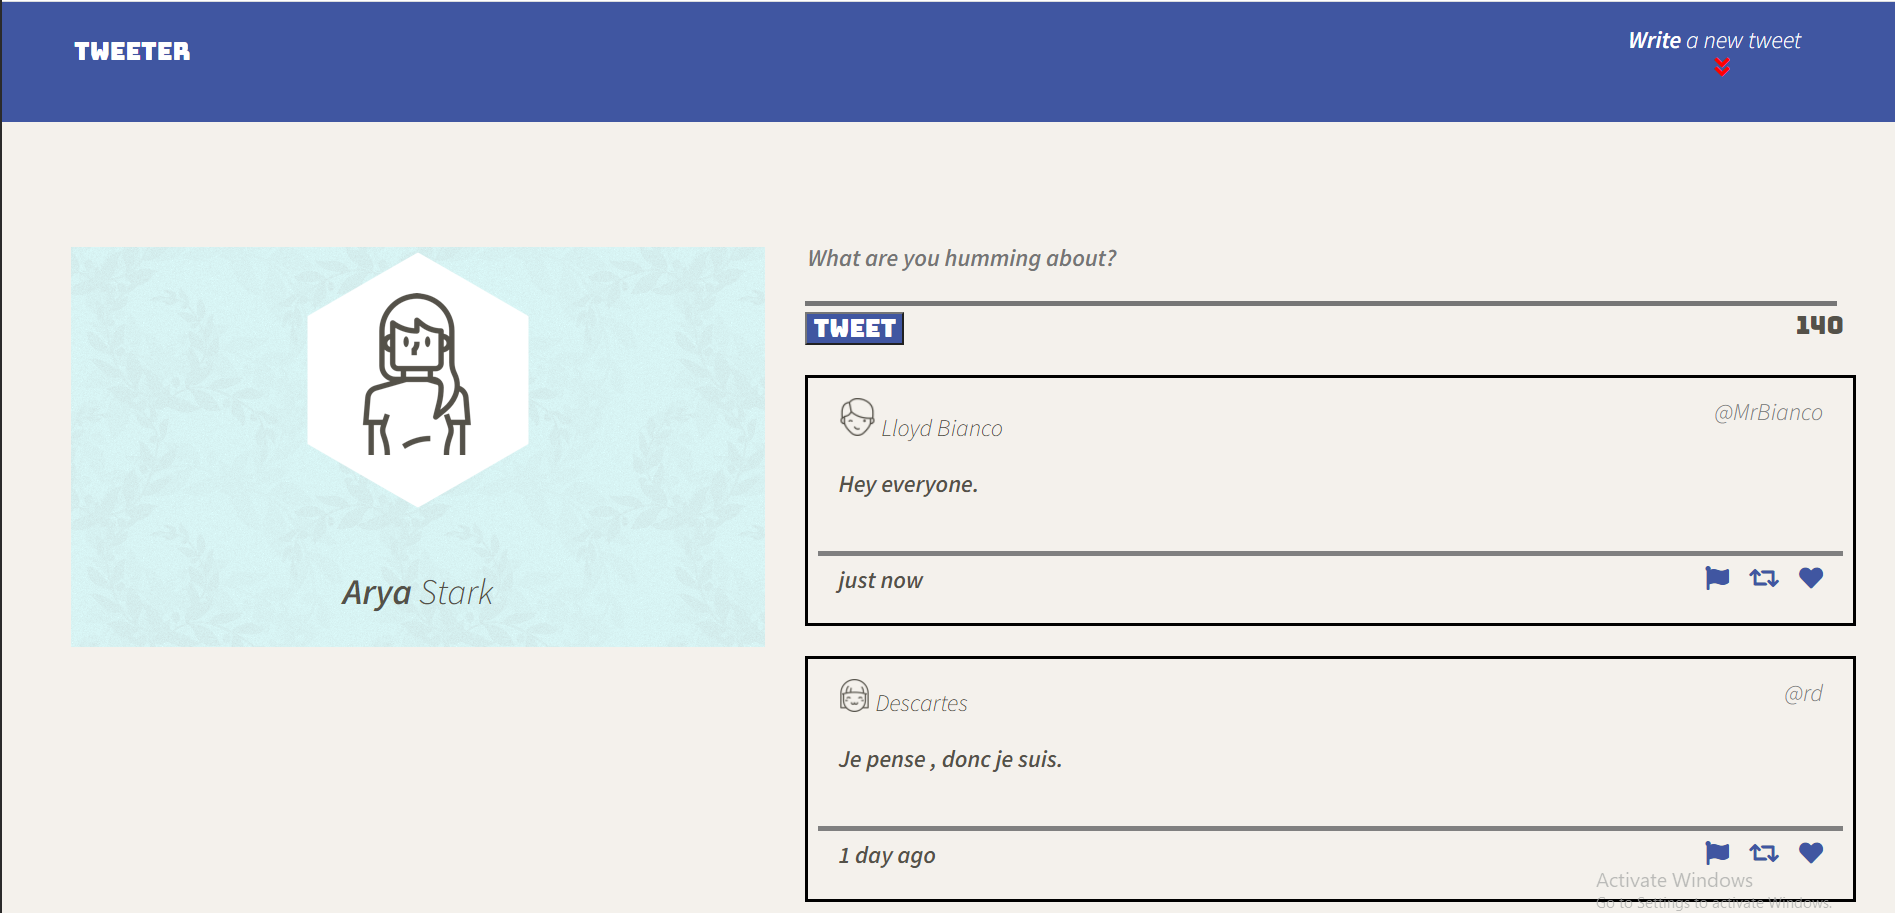 TWEETER
Write a new tweet
What are you humming about?
TWEET
140
Lloyd Bianco
@MrBianco
Hey everyone.
just now
Arya Stark
Descartes
@rd
Je pense , donc je suis.
1 day ago
Activate Windows
Go to Settings to activate Windows.